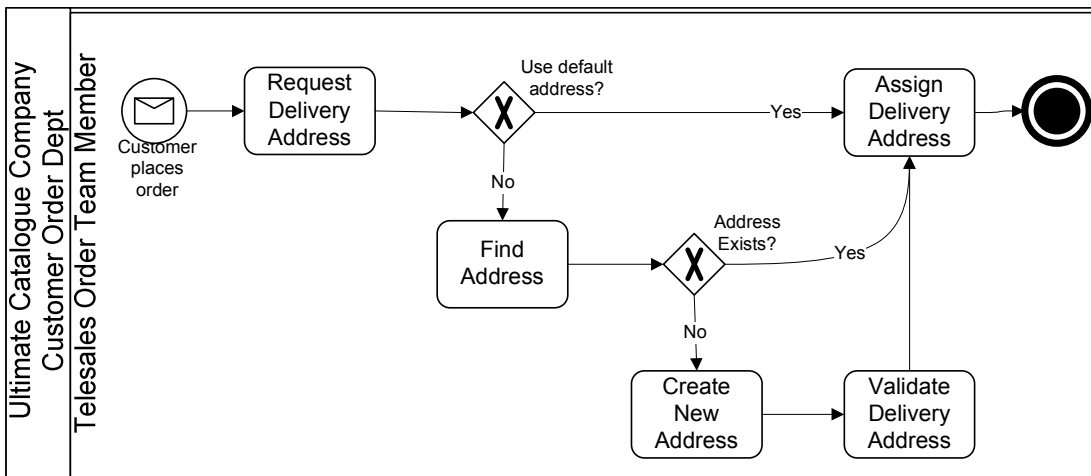 Ultimate Catalogue Company
Customer Order Dept
Telesales Order Team Member
Customer
places
order
Request
Delivery
Address
Use default
address?
Yes
Assign
Delivery
Address
No
Find
Address
Address
Exists?
Yes
No
Create
New
Address
Validate
Delivery
Address